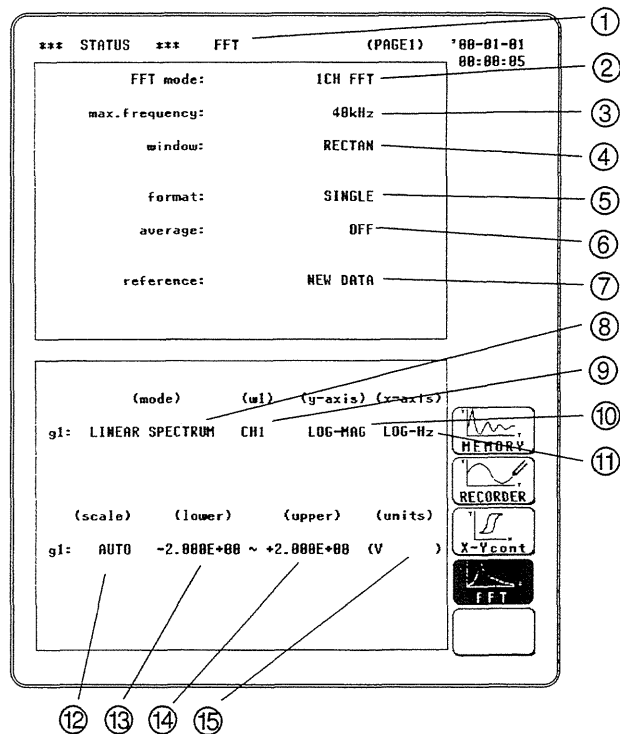 *** STATUS *** FFT (PAGE1) '00-01-01
00:00:05
①
FFT mode: 1CH FFT
②
max.frequency: 40kHz
③
window: RECTAN
④
format: SINGLE
⑤
average: OFF
⑥
reference: NEW DATA
⑦
⑧
⑨
(mode) (w1) (y-axis) (x-axis)
g1: LINEAR SPECTRUM CH1 LOG-MAG LOG-Hz
⑩
⑪
MEMORY
RECORDER
(scale) (lower) (upper) (units)
g1: AUTO -2.000E+00 ~ +2.000E+00 (V )
X-Ycont
FFT
⑫ ⑬ ⑭ ⑮